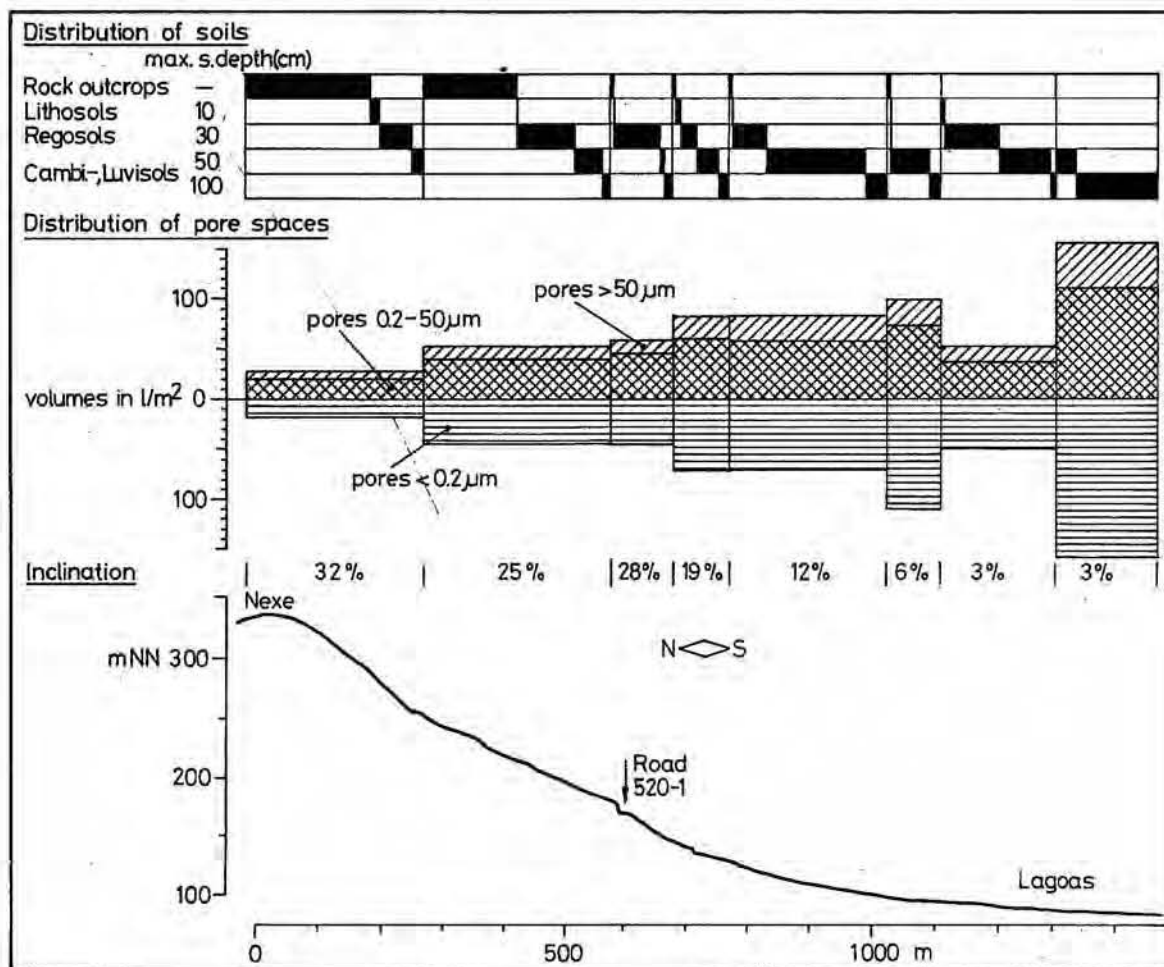 Distribution of soils
max. s.depth(cm)
Rock outcrops —
Lithosols 10
Regosols 30
50
Cambi-,Luvisols
100
Distribution of pore spaces
100
pores >50µm
pores 0.2-50µm
volumes in l/m² 0
pores < 0.2µm
100
Inclination 32% 25% 28% 19% 12% 6% 3% 3%
Nexe
mNN 300
N S
200
Road
520-1
100
Lagoas
0 500 1000 m